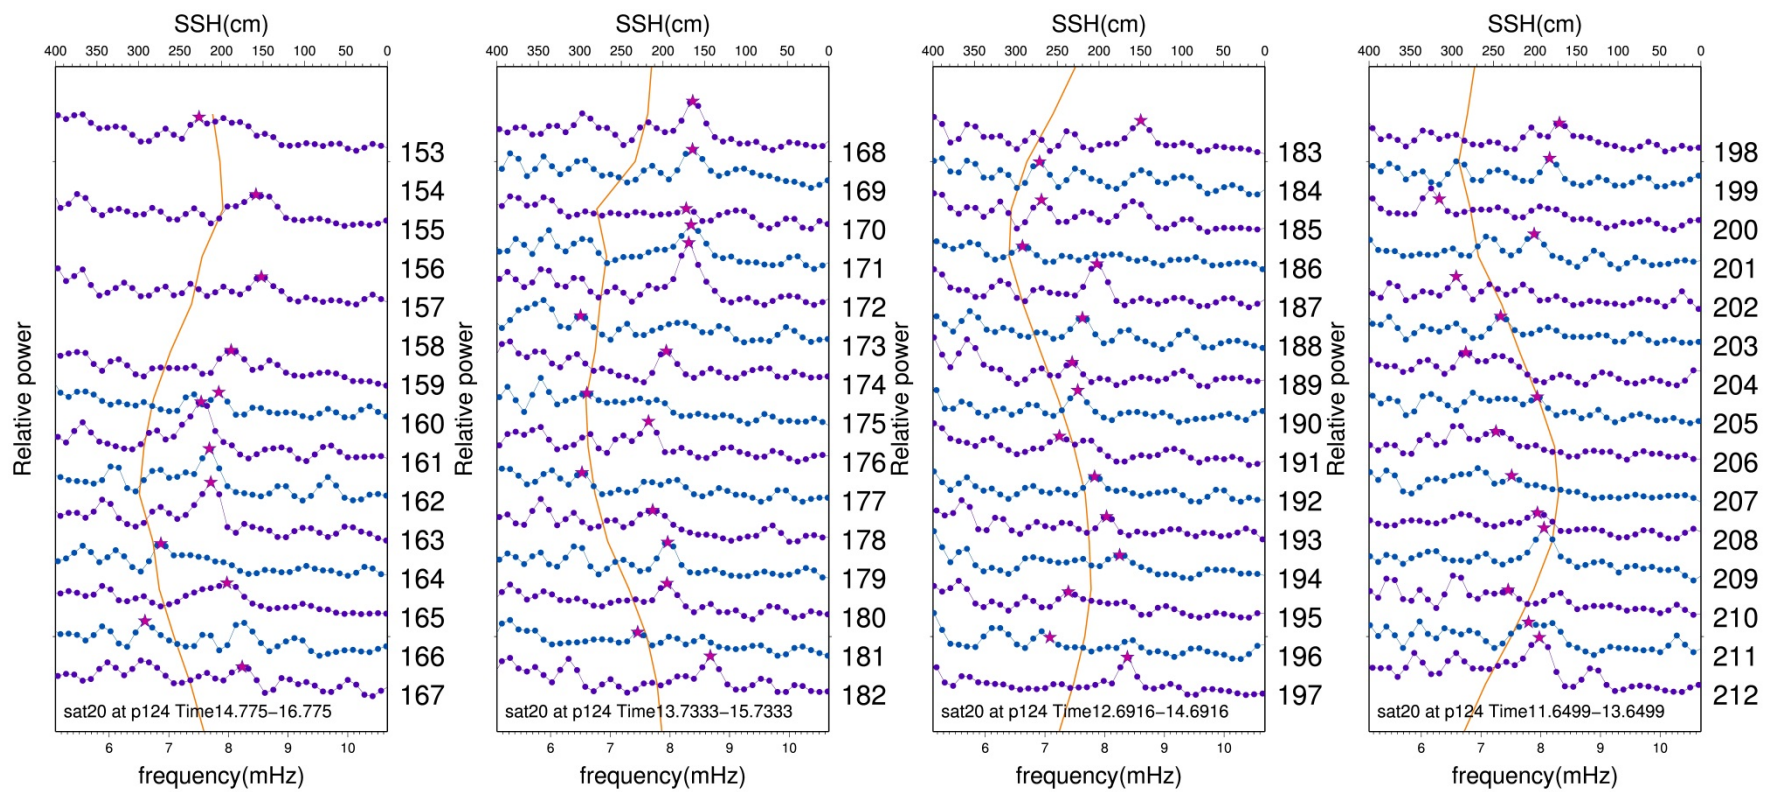 SSH(cm) SSH(cm) SSH(cm) SSH(cm)
400 350 300 250 200 150 100 50 0 400 350 300 250 200 150 100 50 0 400 350 300 250 200 150 100 50 0 400 350 300 250 200 150 100 50 0
153 168 183 198
154 169 184 199
155 170 185 200
156 171 186 201
157 172 187 202
158 173 188 203
159 174 189 204
160 175 190 205
161 176 191 206
162 177 192 207
163 178 193 208
164 179 194 209
165 180 195 210
166 181 196 211
167 182 197 212
Relative power Relative power Relative power Relative power
sat20 at p124 Time14.775−16.775 sat20 at p124 Time13.7333−15.7333 sat20 at p124 Time12.6916−14.6916 sat20 at p124 Time11.6499−13.6499
6 7 8 9 10 6 7 8 9 10 6 7 8 9 10 6 7 8 9 10
frequency(mHz) frequency(mHz) frequency(mHz) frequency(mHz)